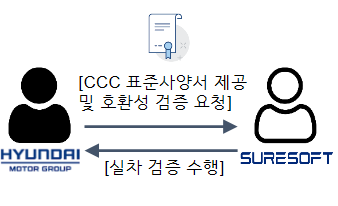 [CCC 표준사양서 제공
및 호환성 검증 요청]
HYUNDAI
MOTOR GROUP
SURESOFT
[실차 검증 수행]